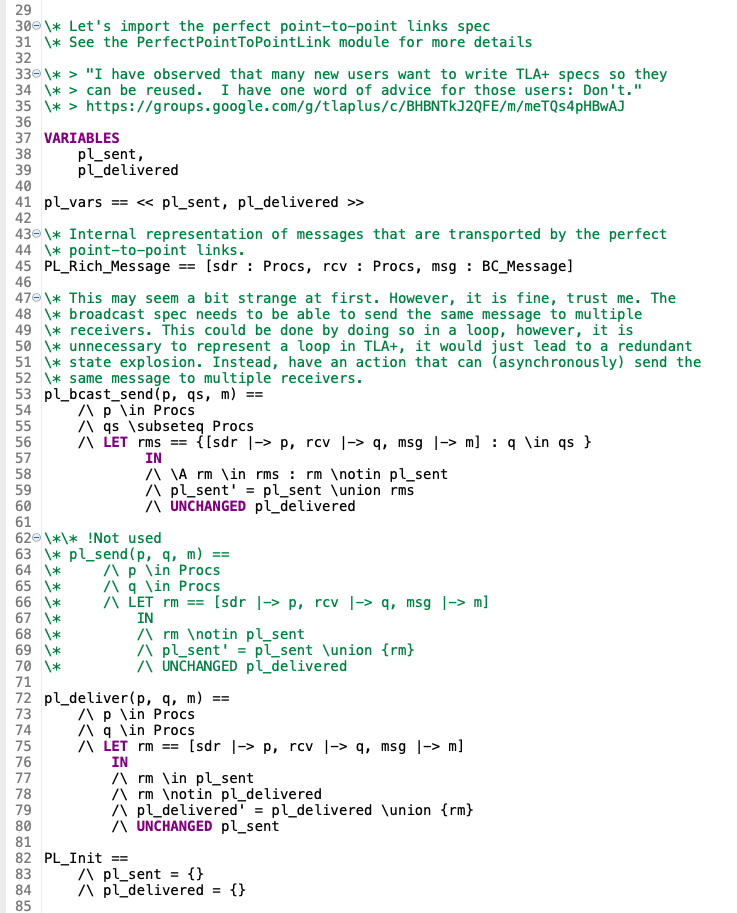 29
30 \* Let's import the perfect point-to-point links spec
31 \* See the PerfectPointToPointLink module for more details
32
33 \* > "I have observed that many new users want to write TLA+ specs so they
34 \* > can be reused.  I have one word of advice for those users: Don't."
35 \* > https://groups.google.com/g/tlaplus/c/BHBNTkJ2QFE/m/meTQs4pHBwAJ
36
37 VARIABLES
38     pl_sent,
39     pl_delivered
40
41 pl_vars == << pl_sent, pl_delivered >>
42
43 \* Internal representation of messages that are transported by the perfect
44 \* point-to-point links.
45 PL_Rich_Message == [sdr : Procs, rcv : Procs, msg : BC_Message]
46
47 \* This may seem a bit strange at first. However, it is fine, trust me. The
48 \* broadcast spec needs to be able to send the same message to multiple
49 \* receivers. This could be done by doing so in a loop, however, it is
50 \* unnecessary to represent a loop in TLA+, it would just lead to a redundant
51 \* state explosion. Instead, have an action that can (asynchronously) send the
52 \* same message to multiple receivers.
53 pl_bcast_send(p, qs, m) ==
54     /\ p \in Procs
55     /\ qs \subseteq Procs
56     /\ LET rms == {[sdr |-> p, rcv |-> q, msg |-> m] : q \in qs }
57             IN
58             /\ \A rm \in rms : rm \notin pl_sent
59             /\ pl_sent' = pl_sent \union rms
60             /\ UNCHANGED pl_delivered
61
62 \*\* !Not used
63 \* pl_send(p, q, m) ==
64 \*     /\ p \in Procs
65 \*     /\ q \in Procs
66 \*     /\ LET rm == [sdr |-> p, rcv |-> q, msg |-> m]
67 \*         IN
68 \*         /\ rm \notin pl_sent
69 \*         /\ pl_sent' = pl_sent \union {rm}
70 \*         /\ UNCHANGED pl_delivered
71
72 pl_deliver(p, q, m) ==
73     /\ p \in Procs
74     /\ q \in Procs
75     /\ LET rm == [sdr |-> p, rcv |-> q, msg |-> m]
76         IN
77         /\ rm \in pl_sent
78         /\ rm \notin pl_delivered
79         /\ pl_delivered' = pl_delivered \union {rm}
80         /\ UNCHANGED pl_sent
81
82 PL_Init ==
83     /\ pl_sent = {}
84     /\ pl_delivered = {}
85